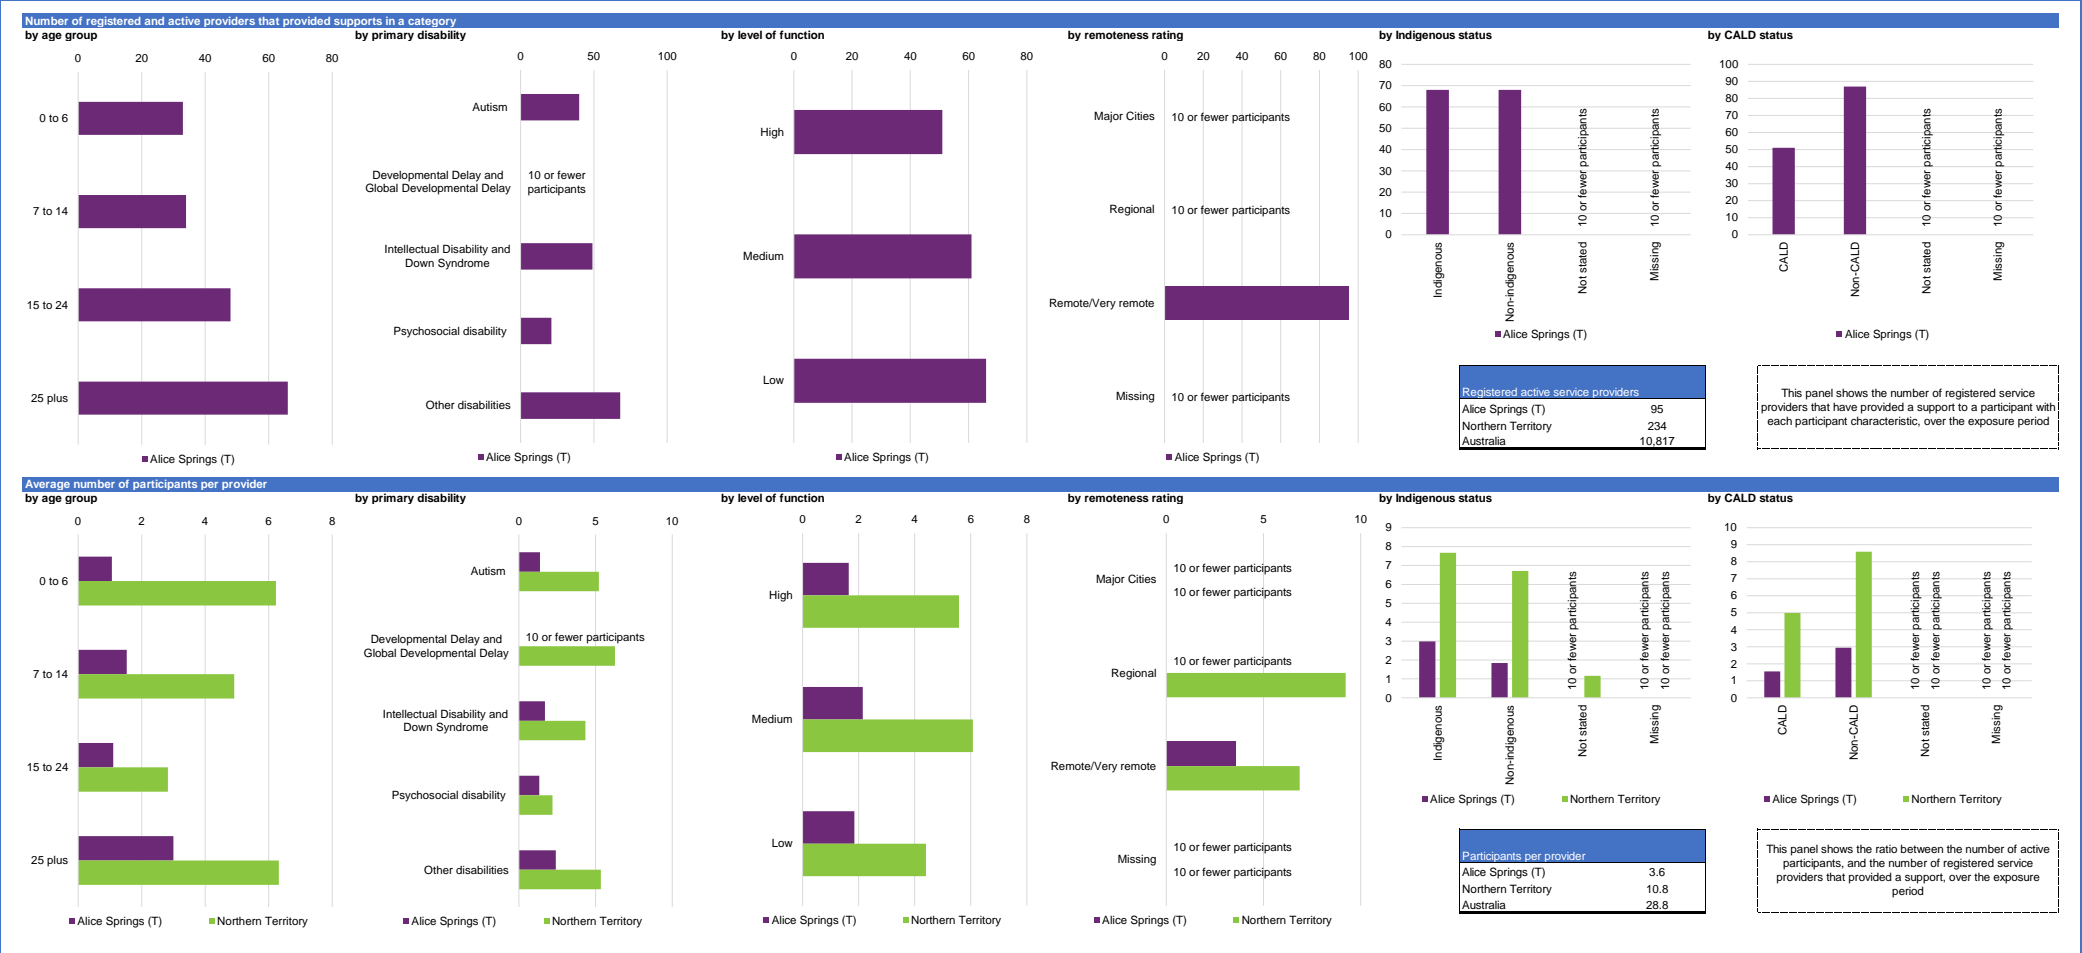 Number of registered and active providers that provided supports in a category
by age group
0 20 40 60 80
0 to 6
7 to 14
15 to 24
25 plus
Alice Springs (T)
by primary disability
0 50 100
Autism
Developmental Delay and
Global Developmental Delay
10 or fewer
participants
Intellectual Disability and
Down Syndrome
Psychosocial disability
Other disabilities
Alice Springs (T)
by level of function
0 20 40 60 80
High
Medium
Low
Alice Springs (T)
by remoteness rating
0 20 40 60 80 100
Major Cities 10 or fewer participants
Regional 10 or fewer participants
Remote/Very remote
Missing 10 or fewer participants
Alice Springs (T)
by Indigenous status
80
70
60
50
40
30
20
10
0
10 or fewer participants
10 or fewer participants
Indigenous
Non-indigenous
Not stated
Missing
Alice Springs (T)
by CALD status
100
90
80
70
60
50
40
30
20
10
0
10 or fewer participants
10 or fewer participants
CALD
Non-CALD
Not stated
Missing
Alice Springs (T)
Registered active service providers
Alice Springs (T) 95
Northern Territory 234
Australia 10,817
This panel shows the number of registered service
providers that have provided a support to a participant with
each participant characteristic, over the exposure period
Average number of participants per provider
by age group
0 2 4 6 8
0 to 6
7 to 14
15 to 24
25 plus
Alice Springs (T) Northern Territory
by primary disability
0 5 10
Autism
Developmental Delay and
Global Developmental Delay
10 or fewer participants
Intellectual Disability and
Down Syndrome
Psychosocial disability
Other disabilities
Alice Springs (T) Northern Territory
by level of function
0 2 4 6 8
High
Medium
Low
Alice Springs (T) Northern Territory
by remoteness rating
0 5 10
Major Cities
10 or fewer participants
10 or fewer participants
Regional
10 or fewer participants
Remote/Very remote
Missing
10 or fewer participants
10 or fewer participants
Alice Springs (T) Northern Territory
by Indigenous status
9
8
7
6
5
4
3
2
1
0
10 or fewer participants
10 or fewer participants
10 or fewer participants
Indigenous
Non-indigenous
Not stated
Missing
Alice Springs (T) Northern Territory
by CALD status
10
9
8
7
6
5
4
3
2
1
0
10 or fewer participants
10 or fewer participants
10 or fewer participants
10 or fewer participants
CALD
Non-CALD
Not stated
Missing
Alice Springs (T) Northern Territory
Participants per provider
Alice Springs (T) 3.6
Northern Territory 10.8
Australia 28.8
This panel shows the ratio between the number of active
participants, and the number of registered service
providers that provided a support, over the exposure
period